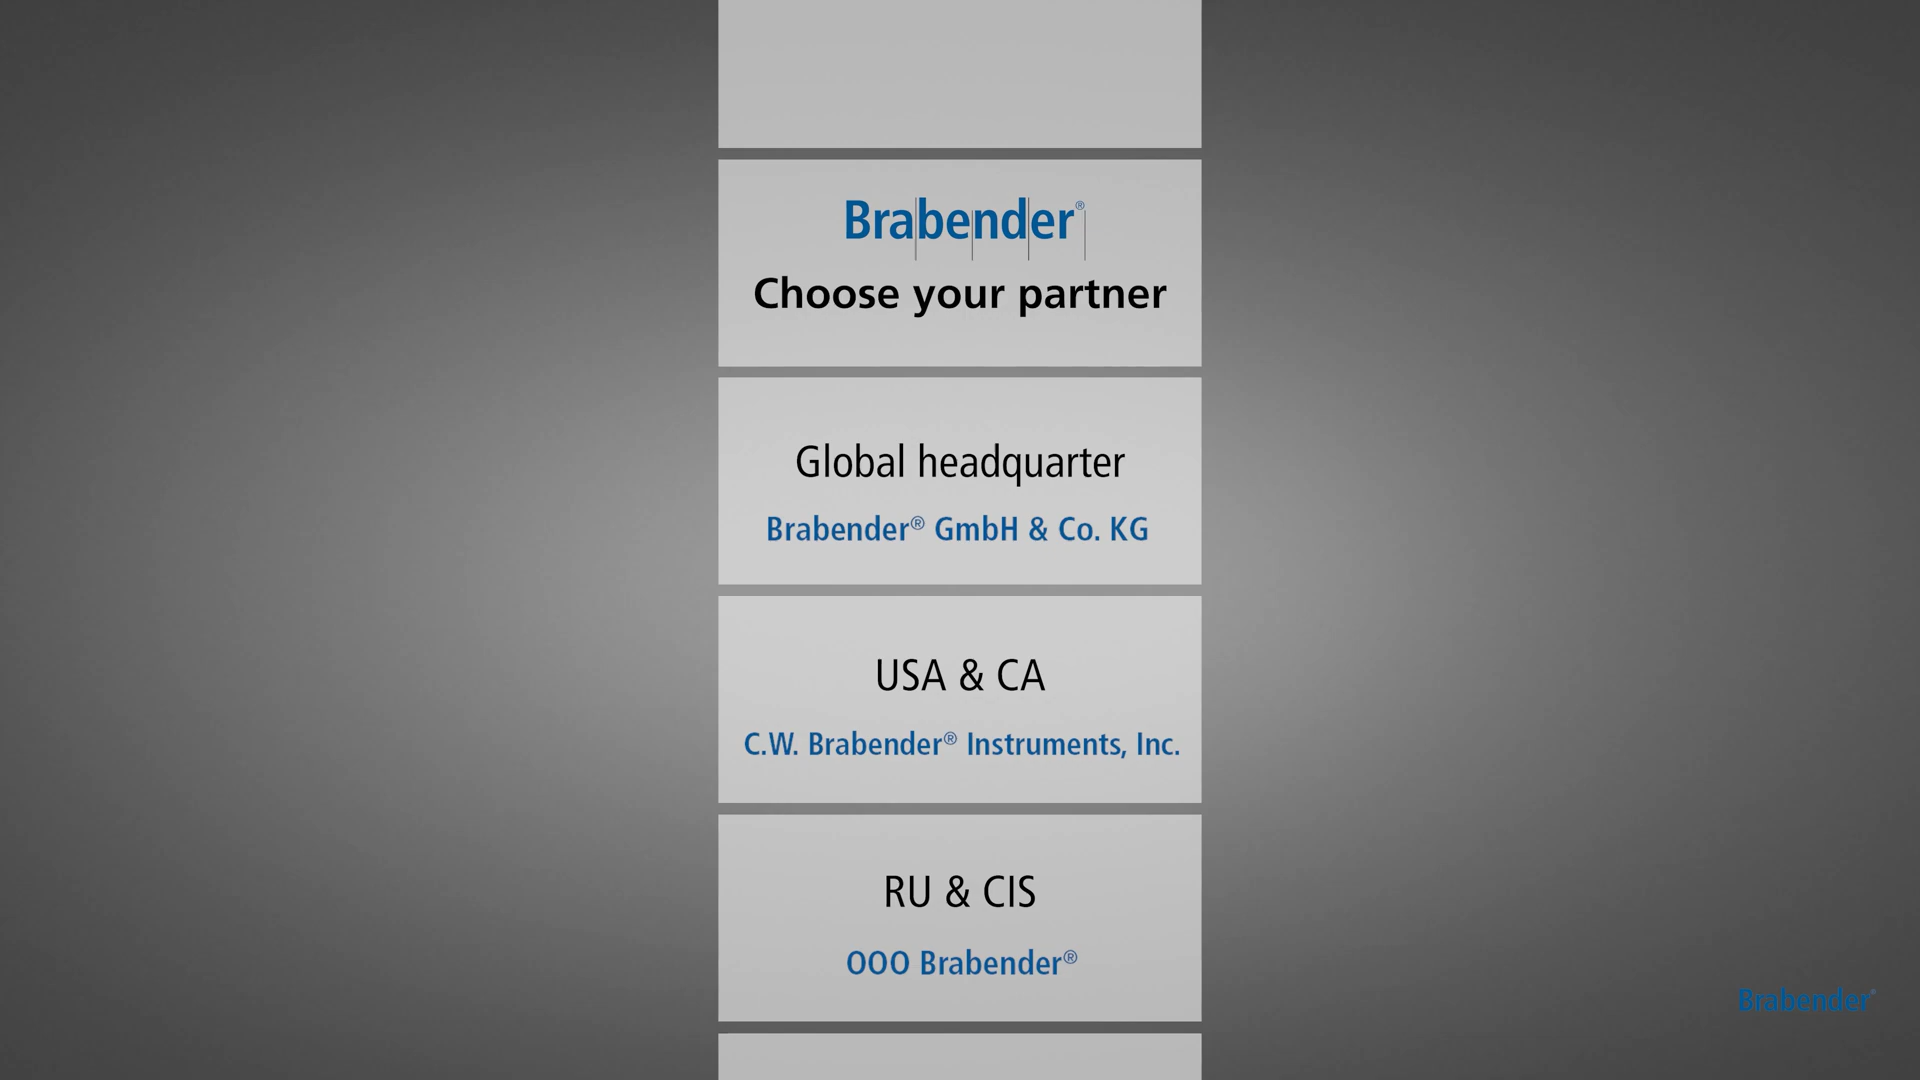 Brabender®
Choose your partner
Global headquarter
Brabender® GmbH & Co. KG
USA & CA
C.W. Brabender® Instruments, Inc.
RU & CIS
OOO Brabender®
Brabender®